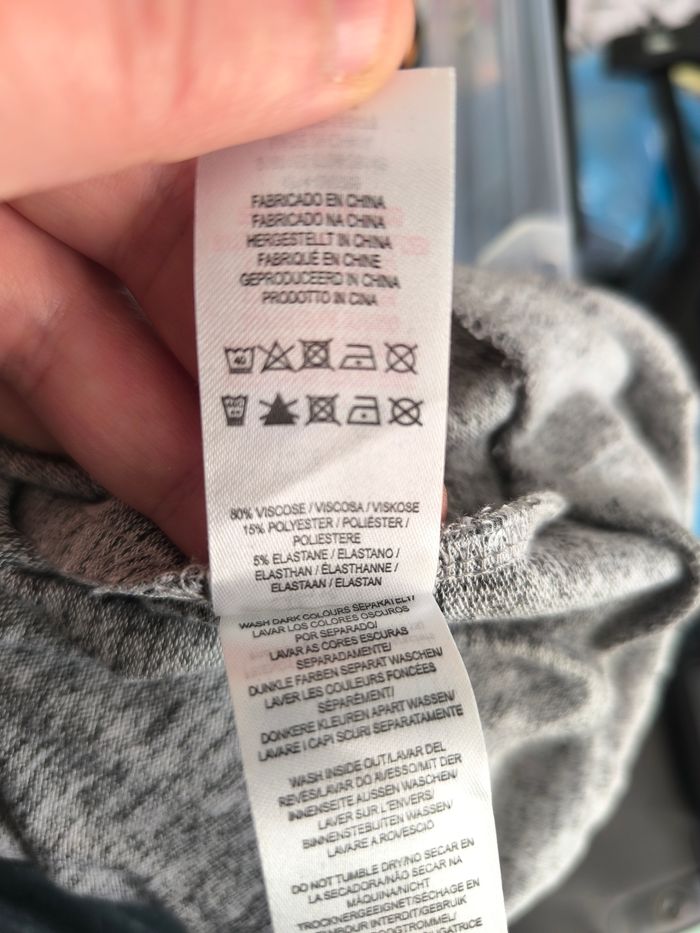 FABRICADO EN CHINA
FABRICADO NA CHINA
HERGESTELLT IN CHINA
FABRIQUÉ EN CHINE
GEPRODUCEERD IN CHINA
PRODOTTO IN CINA
40
80% VISCOSE / VISCOSA / VISKOSE
15% POLYESTER / POLIÉSTER /
POLIESTERE
5% ELASTANE / ELASTANO /
ELASTHAN / ÉLASTHANNE /
ELASTAAN / ELASTAN
WASH DARK COLOURS SEPARATELY/
LAVAR LOS COLORES OSCUROS
POR SEPARADO/
LAVAR AS CORES ESCURAS
SEPARADAMENTE/
DUNKLE FARBEN SEPARAT WASCHEN/
LAVER LES COULEURS FONCÉES
SÉPARÉMENT/
DONKERE KLEUREN APART WASSEN/
LAVARE I CAPI SCURI SEPARATAMENTE
WASH INSIDE OUT/LAVAR DEL
REVÉS/LAVAR DO AVESSO/MIT DER
INNENSEITE AUSSEN WASCHEN/
LAVER SUR L'ENVERS/
BINNENSTEBUITEN WASSEN/
LAVARE A ROVESCIO
DO NOT TUMBLE DRY/NO SECAR EN
LA SECADORA/NÃO SECAR NA
MÁQUINA/NICHT
TROCKNERGEEIGNET/SÉCHAGE EN
TAMBOUR INTERDIT/GEBRUIK